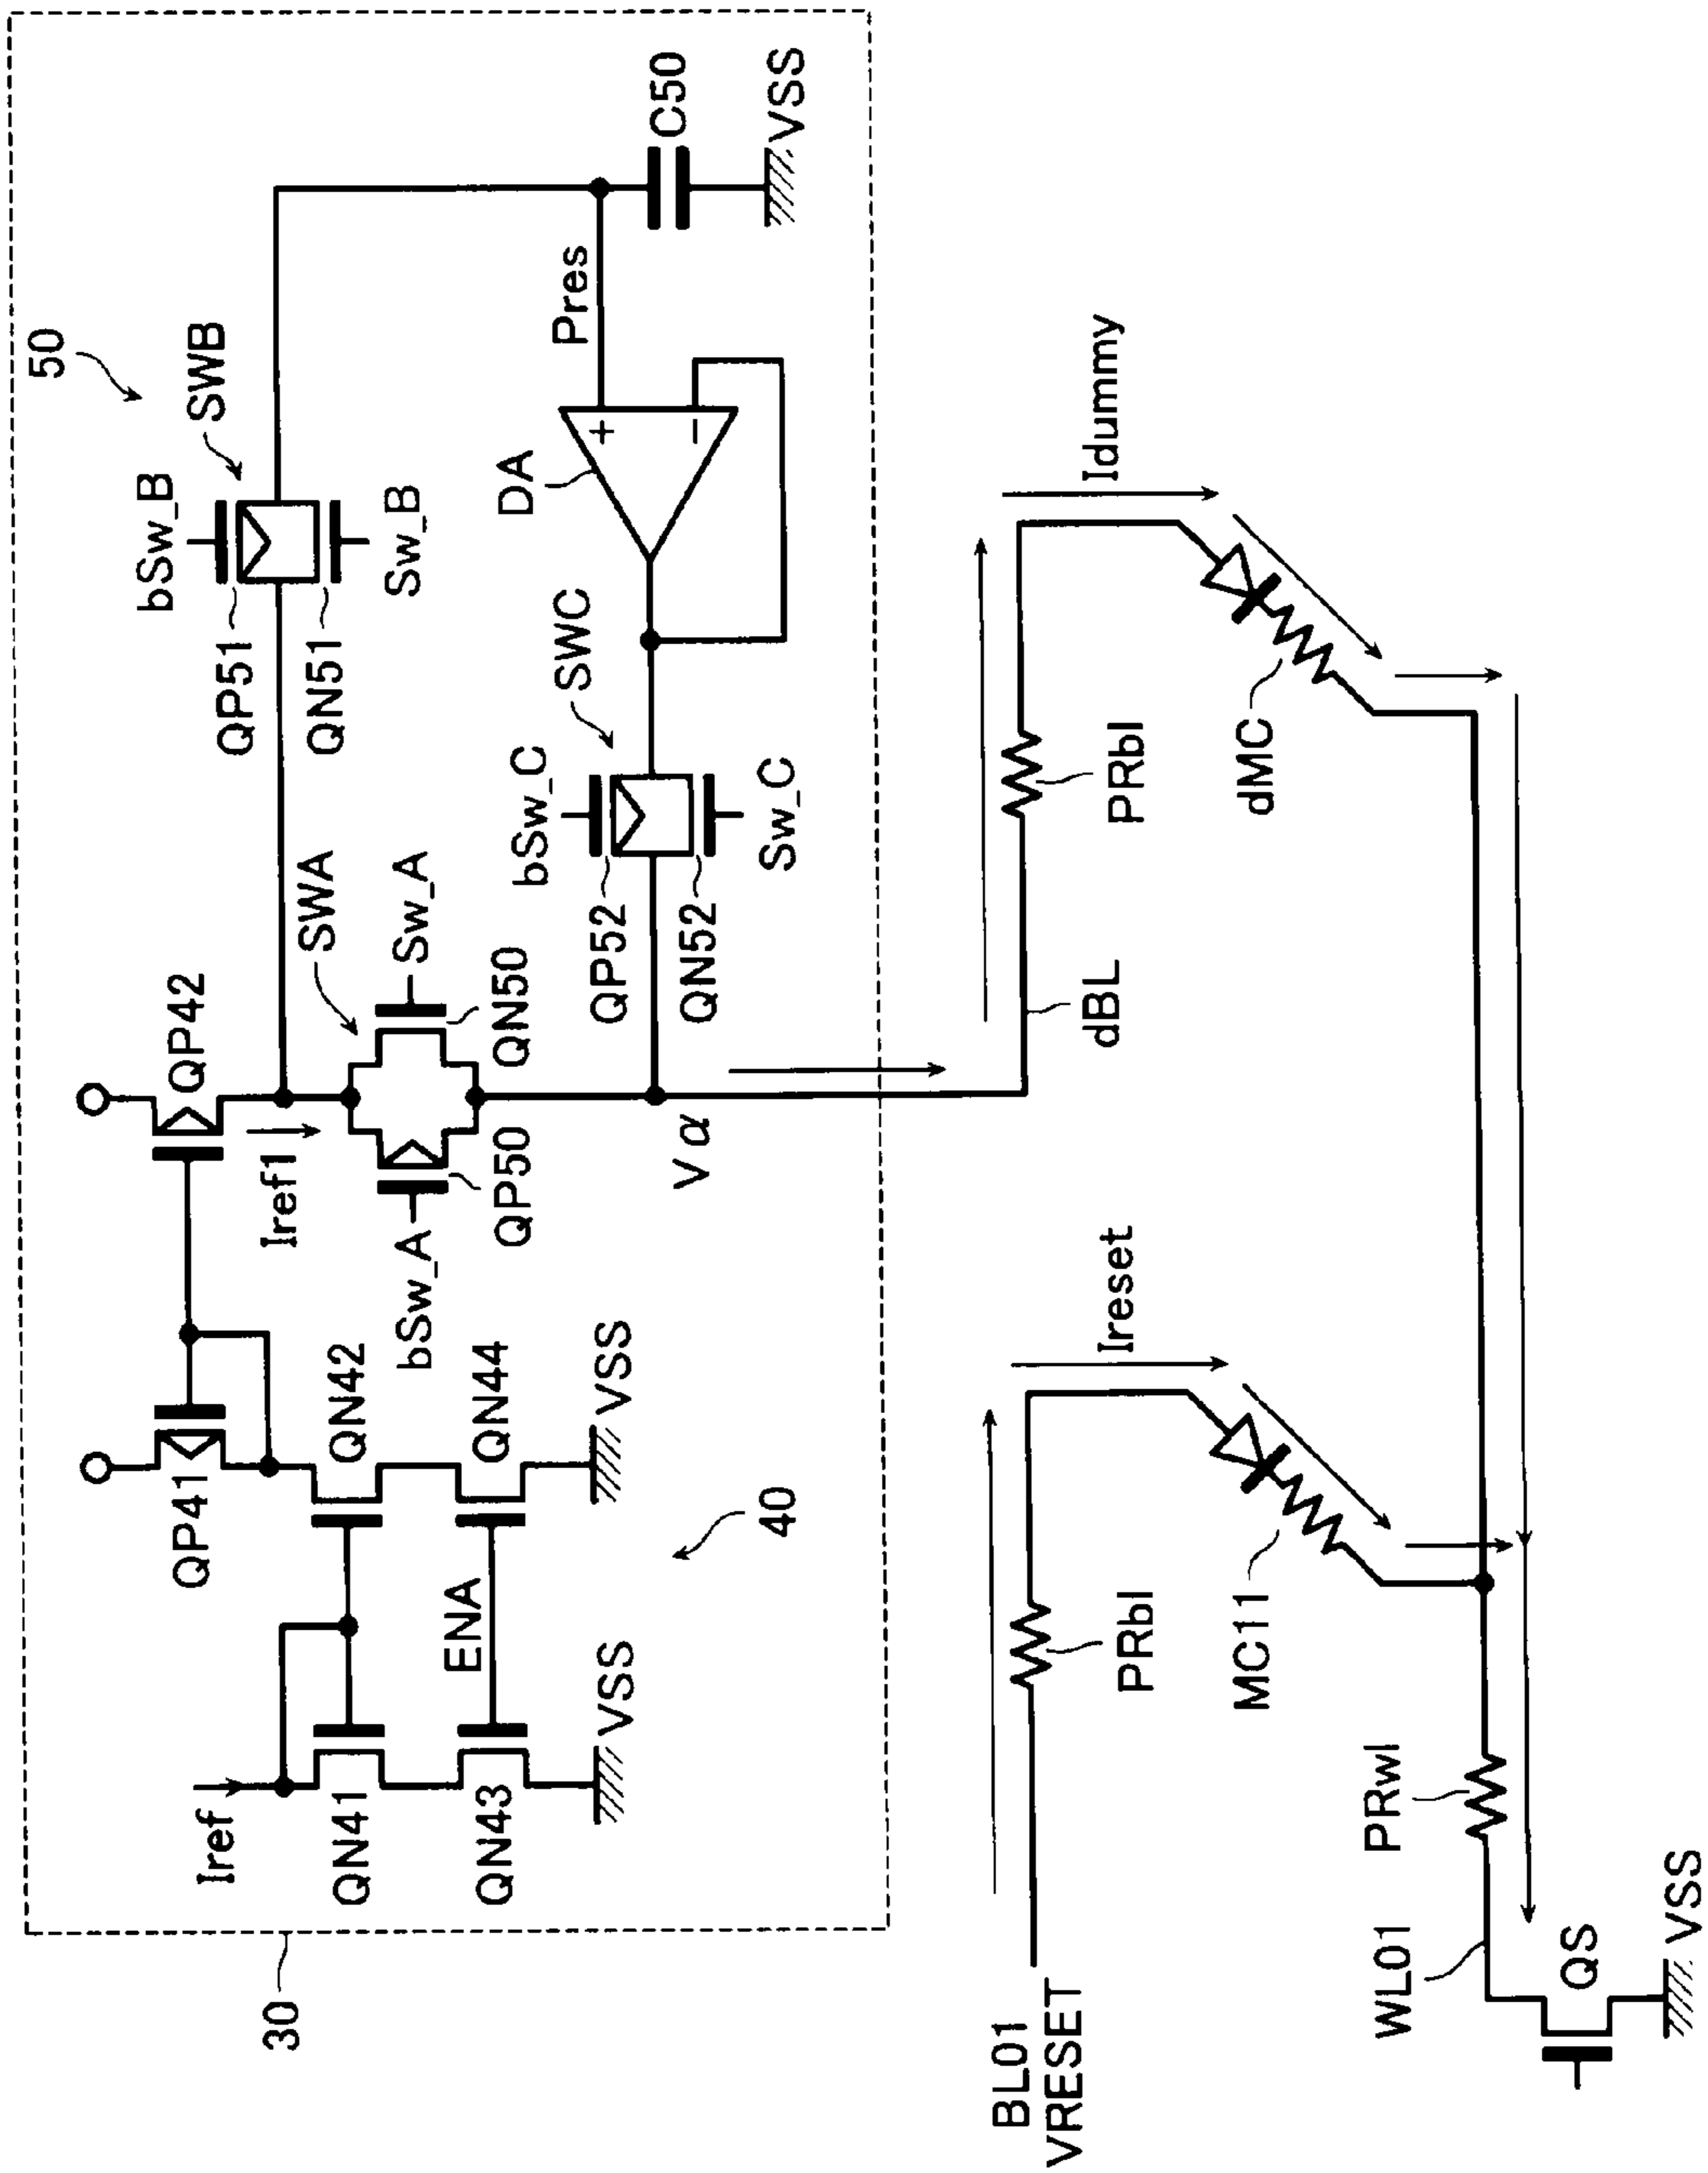 50
bSw_B
SWB
QP51
QN51
Sw_B
Pres
C50
VSS
DA
SWC
bSw_C
QP52
QN52
Sw_C
QP42
SWA
Sw_A
QN50
QP50
bSw_A
Iref1
Vα
QP41
QN42
QN44
VSS
40
Iref
QN41
QN43
ENA
VSS
30
Idummy
PRbl
dBL
dMC
Ireset
PRbl
MC11
BL01
VRESET
PRwl
WL01
QS
VSS